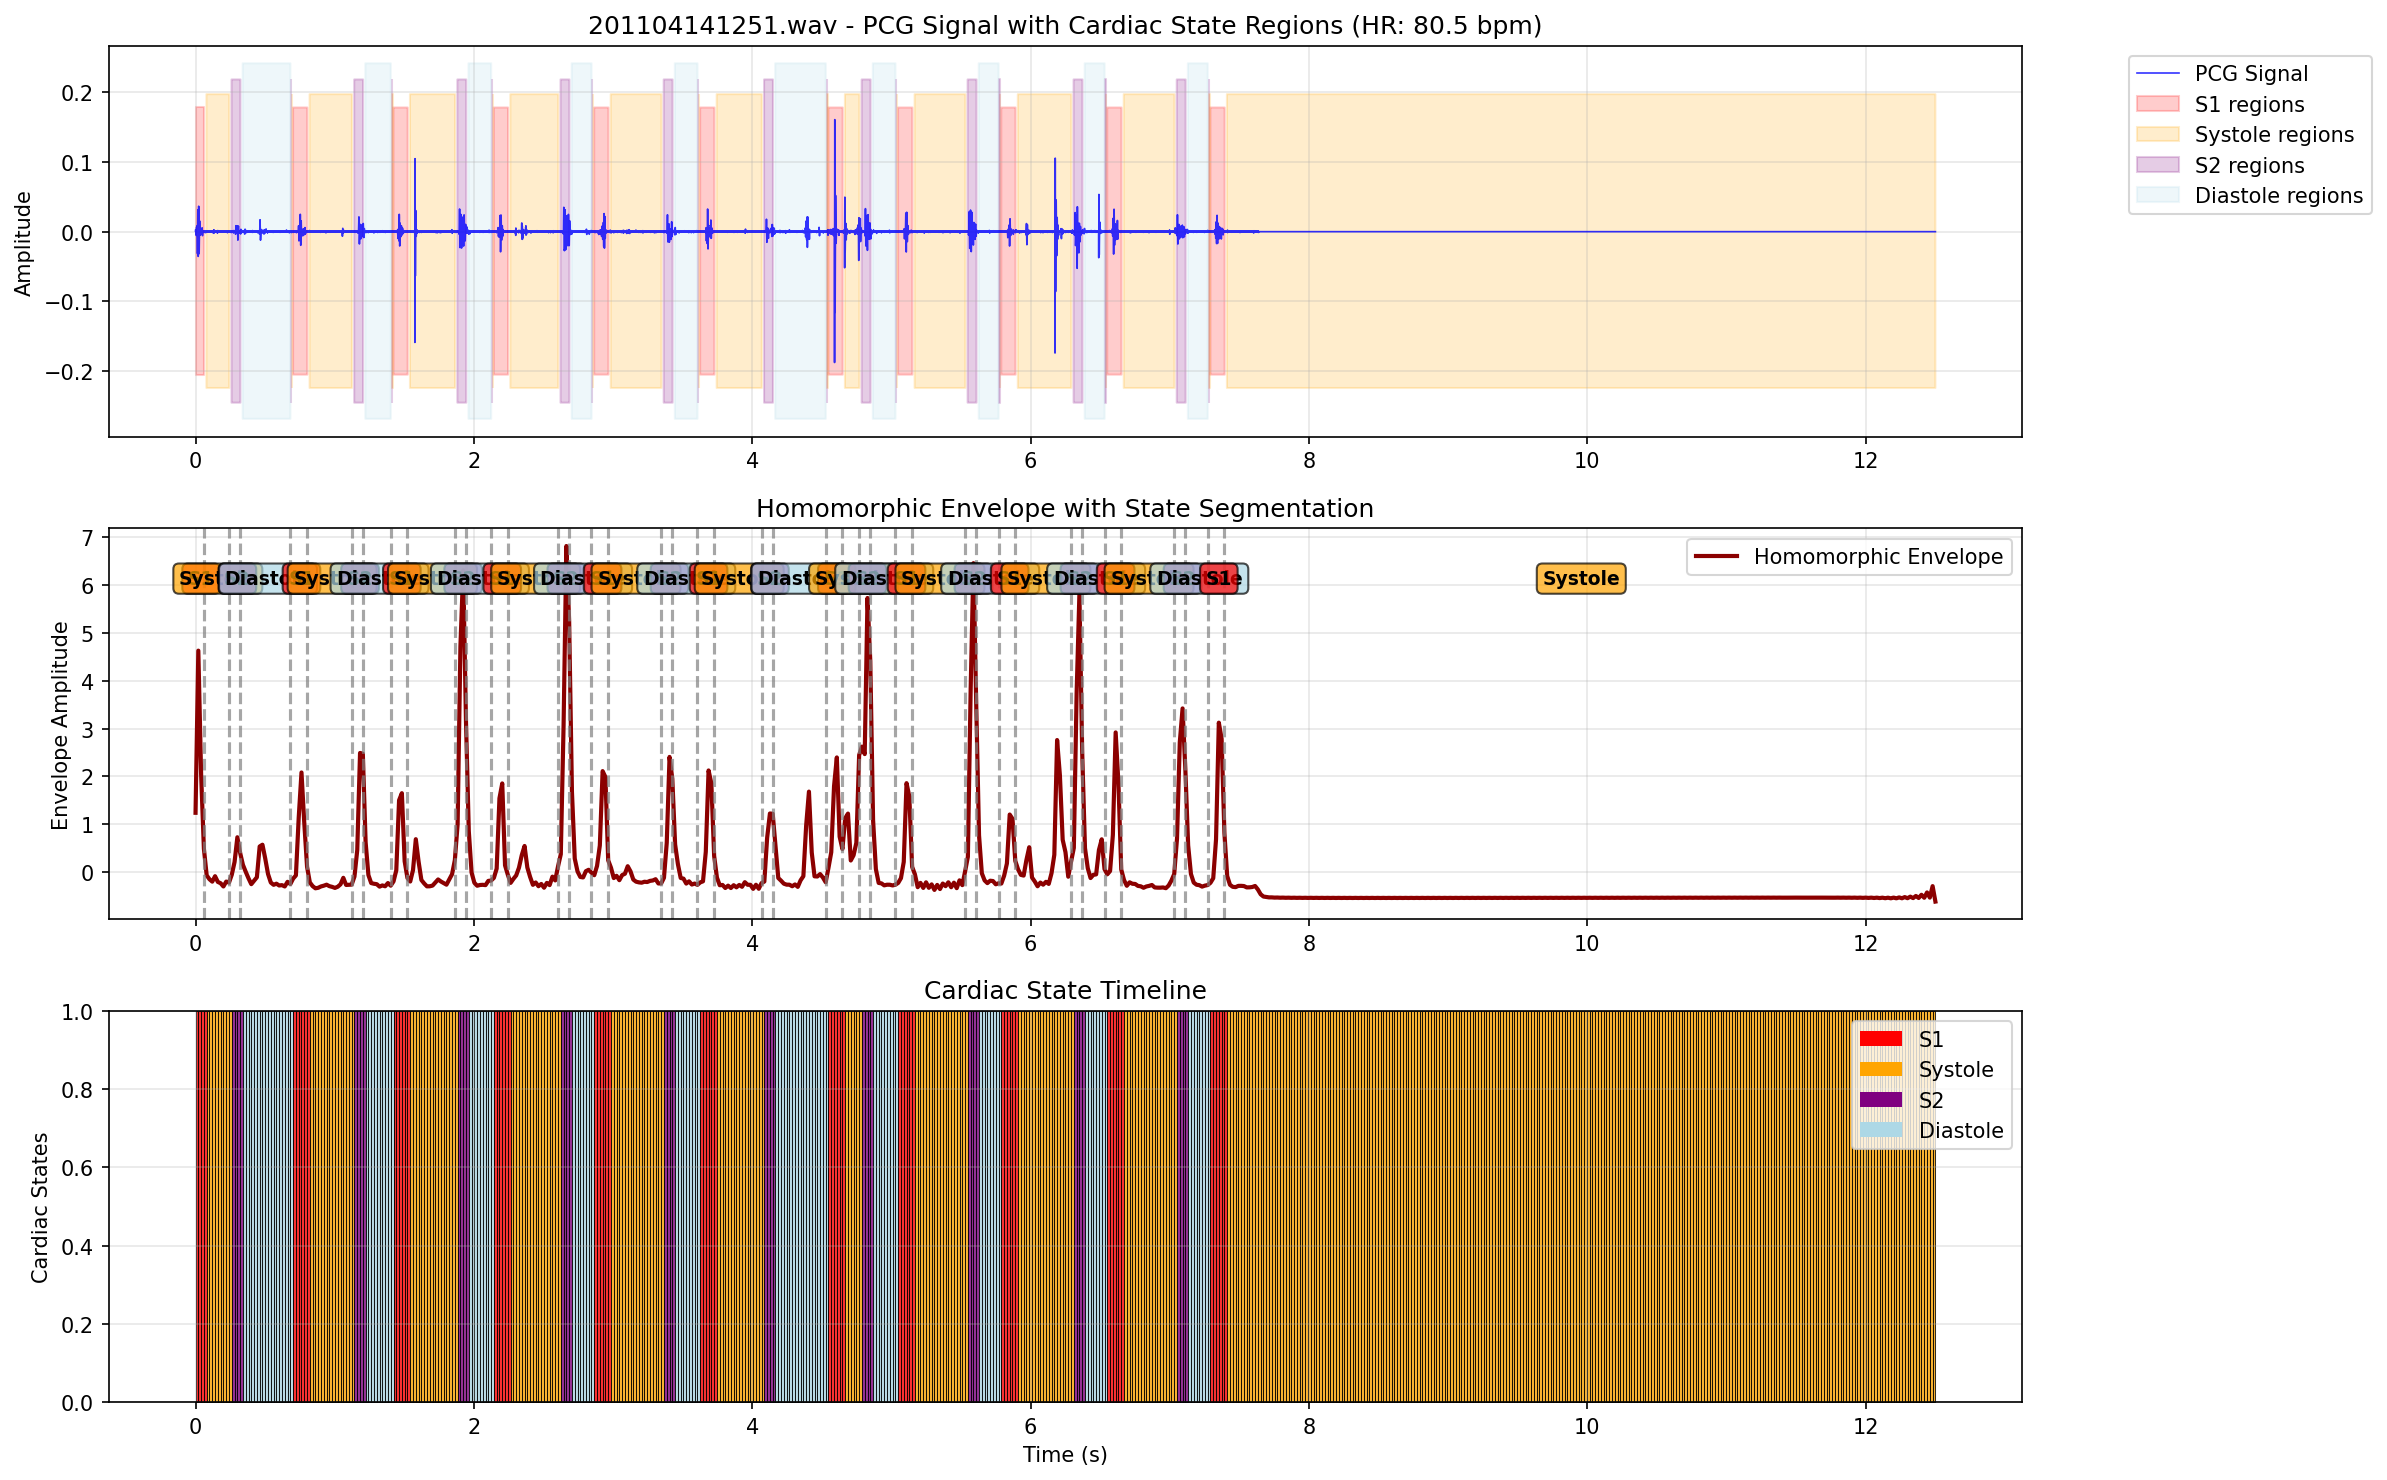 201104141251.wav - PCG Signal with Cardiac State Regions (HR: 80.5 bpm)
Amplitude
0.2
0.1
0.0
−0.1
−0.2
0
2
4
6
8
10
12
PCG Signal
S1 regions
Systole regions
S2 regions
Diastole regions
Homomorphic Envelope with State Segmentation
Envelope Amplitude
7
6
5
4
3
2
1
0
Homomorphic Envelope
S1
Systole
0
2
4
6
8
10
12
Cardiac State Timeline
Cardiac States
1.0
0.8
0.6
0.4
0.2
0.0
S1
Systole
S2
Diastole
0
2
4
6
8
10
12
Time (s)